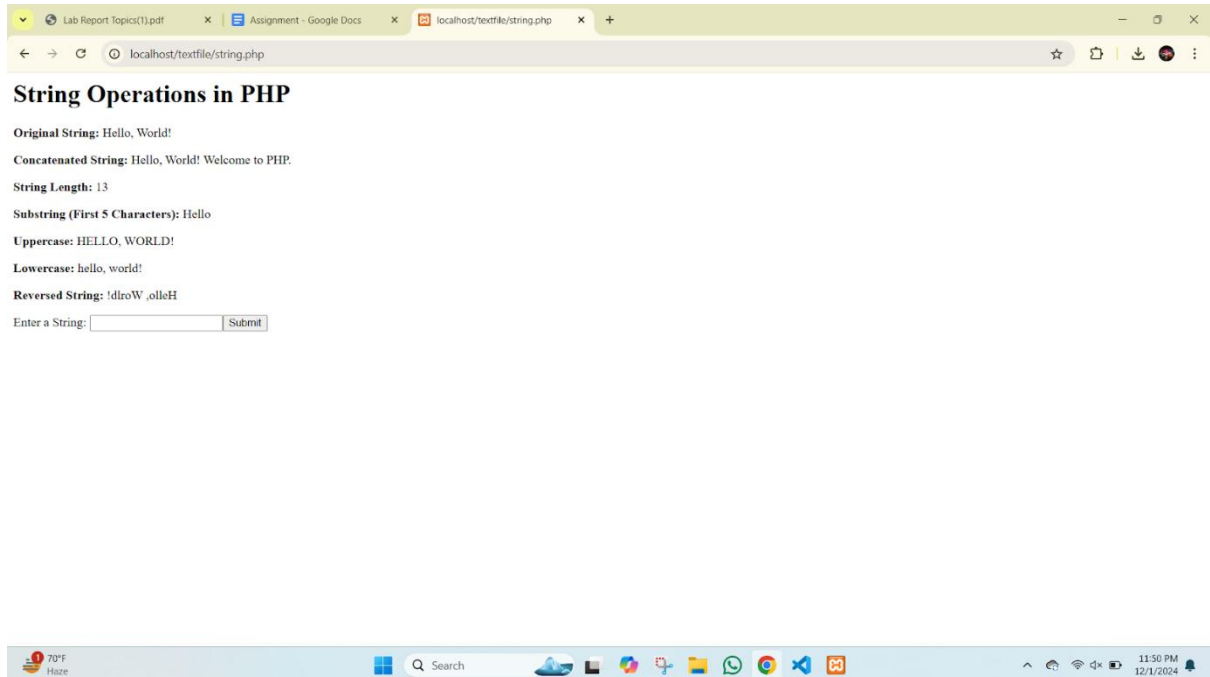 Lab Report Topics(1).pdf
Assignment - Google Docs
localhost/textfile/string.php
localhost/textfile/string.php
String Operations in PHP
Original String: Hello, World!
Concatenated String: Hello, World! Welcome to PHP.
String Length: 13
Substring (First 5 Characters): Hello
Uppercase: HELLO, WORLD!
Lowercase: hello, world!
Reversed String: !dlroW ,olleH
Enter a String: Submit
1
70°F
Haze
Search
11:50 PM
12/1/2024